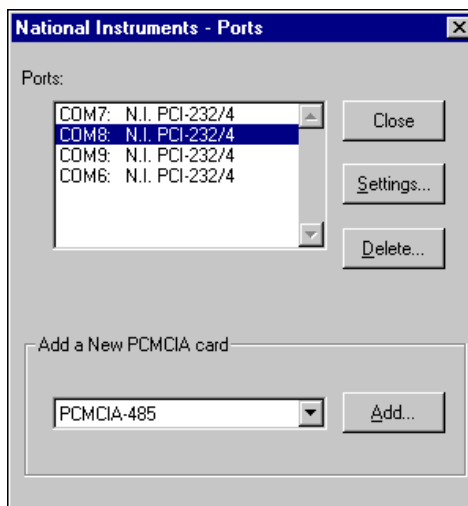 National Instruments - Ports
Ports:
COM7: N.I. PCI-232/4
COM8: N.I. PCI-232/4
COM9: N.I. PCI-232/4
COM6: N.I. PCI-232/4
Close
Settings...
Delete...
Add a New PCMCIA card
PCMCIA-485
Add...